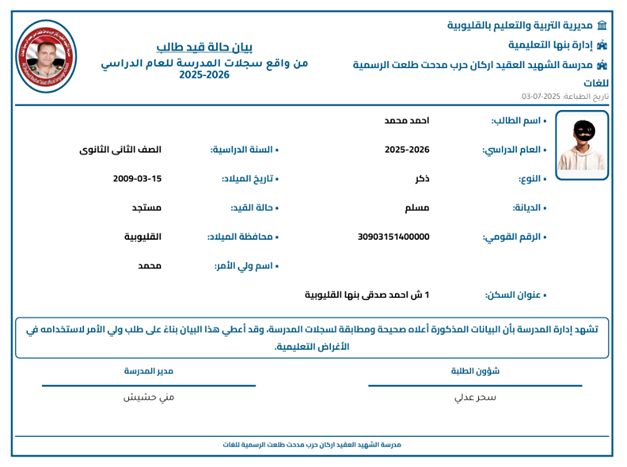 مديرية التربية والتعليم بالقليوبية
إدارة بنها التعليمية
مدرسة الشهيد العقيد اركان حرب مدحت طلعت الرسمية
للغات
تاريخ الطباعة: 2025-07-03
بيان حالة قيد طالب
من واقع سجلات المدرسة للعام الدراسي
2025-2026
• اسم الطالب: احمد محمد
• العام الدراسي: 2025-2026 • السنة الدراسية: الصف الثانى الثانوى
• النوع: ذكر • تاريخ الميلاد: 2009-03-15
• الديانة: مسلم • حالة القيد: مستجد
• الرقم القومي: 30903151400000 • محافظة الميلاد: القليوبية
• اسم ولي الأمر: محمد
• عنوان السكن: 1 ش احمد صدقى بنها القليوبية
تشهد إدارة المدرسة بأن البيانات المذكورة أعلاه صحيحة ومطابقة لسجلات المدرسة، وقد أعطي هذا البيان بناءً على طلب ولي الأمر لاستخدامه في
الأغراض التعليمية.
شؤون الطلبة مدير المدرسة
سحر عدلي مني حشيش
مدرسة الشهيد العقيد اركان حرب مدحت طلعت الرسمية للغات